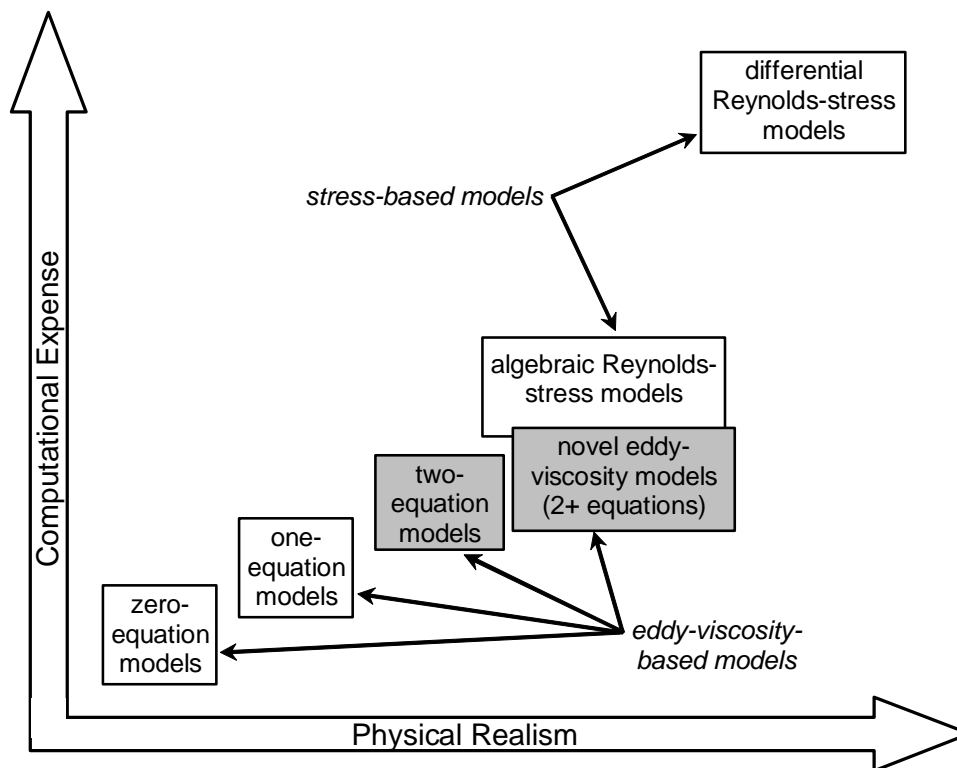 differential
Reynolds-stress
models
stress-based models
Computational Expense
algebraic Reynolds-
stress models
novel eddy-
viscosity models
(2+ equations)
two-
equation
models
one-
equation
models
zero-
equation
models
eddy-viscosity-
based models
Physical Realism